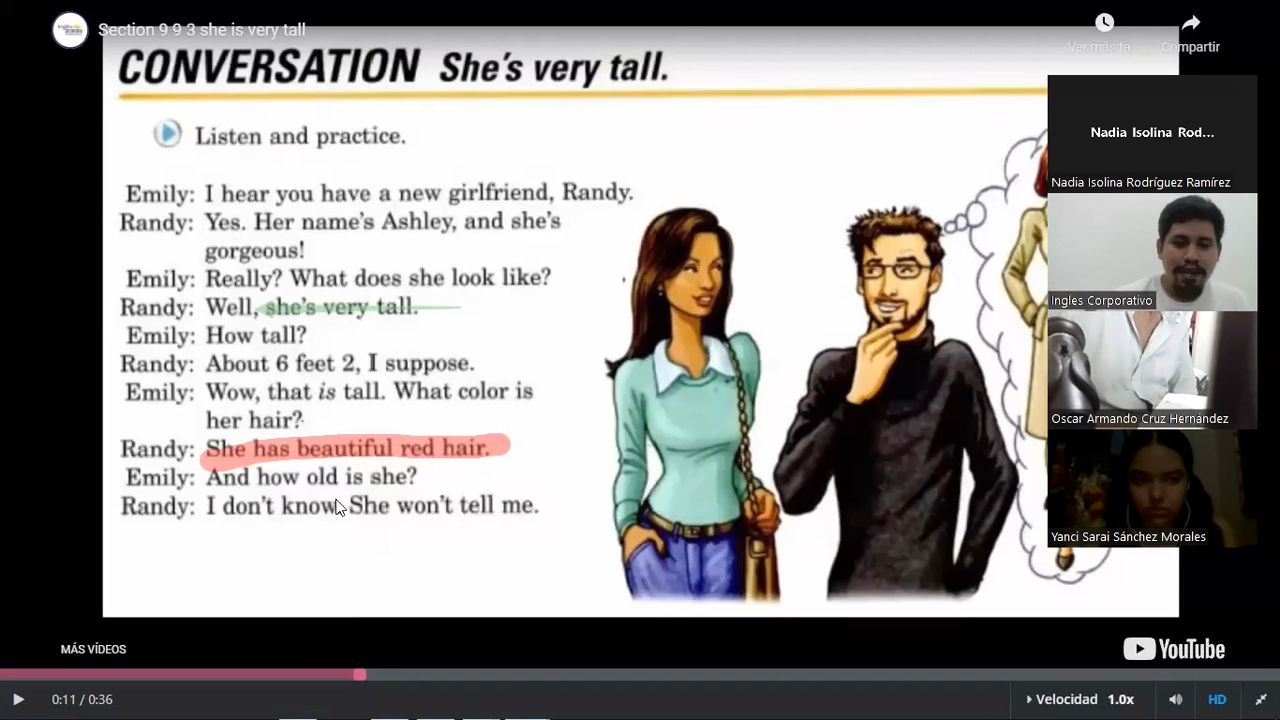 Section 9 9 3 she is very tall
Ver más ta...
Compartir
CONVERSATION She's very tall.
Listen and practice.
Emily: I hear you have a new girlfriend, Randy.
Randy: Yes. Her name's Ashley, and she's
gorgeous!
Emily: Really? What does she look like?
Randy: Well, she's very tall.
Emily: How tall?
Randy: About 6 feet 2, I suppose.
Emily: Wow, that is tall. What color is
her hair?
Randy: She has beautiful red hair.
Emily: And how old is she?
Randy: I don't know. She won't tell me.
Nadia Isolina Rod...
Nadia Isolina Rodríguez Ramírez
Ingles Corporativo
Oscar Armando Cruz Hernández
Yanci Sarai Sánchez Morales
MÁS VÍDEOS
YouTube
0:11 / 0:36
Velocidad 1.0x
HD